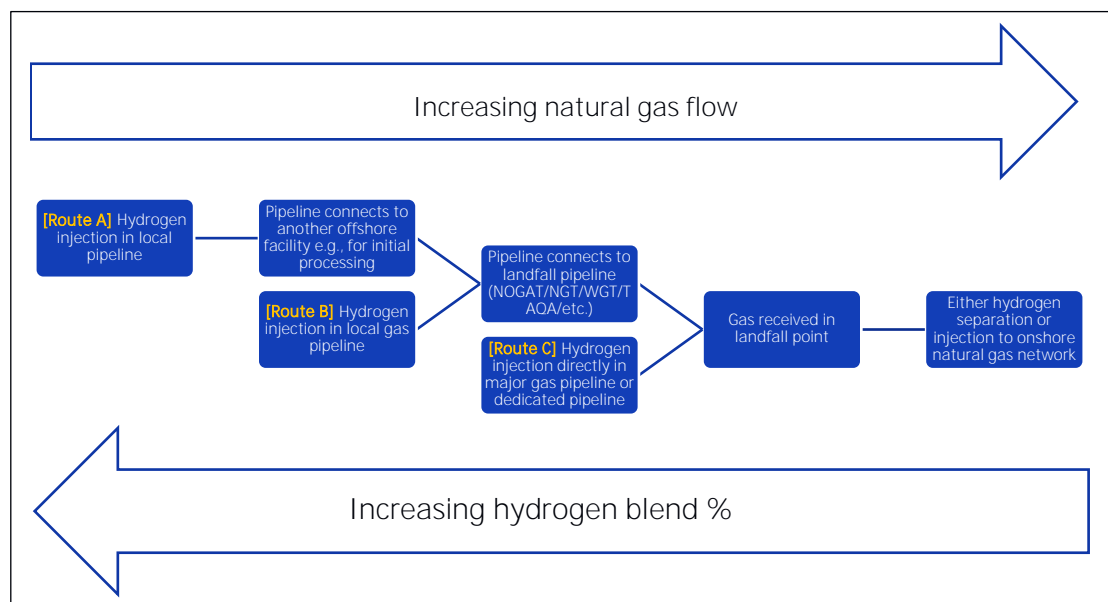 Increasing natural gas flow
[Route A] Hydrogen
injection in local
pipeline
Pipeline connects to
another offshore
facility e.g., for initial
processing
[Route B] Hydrogen
injection in local gas
pipeline
Pipeline connects to
landfall pipeline
(NOGAT/NGT/WGT/T
AQA/etc.)
[Route C] Hydrogen
injection directly in
major gas pipeline or
dedicated pipeline
Gas received in
landfall point
Either hydrogen
separation or
injection to onshore
natural gas network
Increasing hydrogen blend %